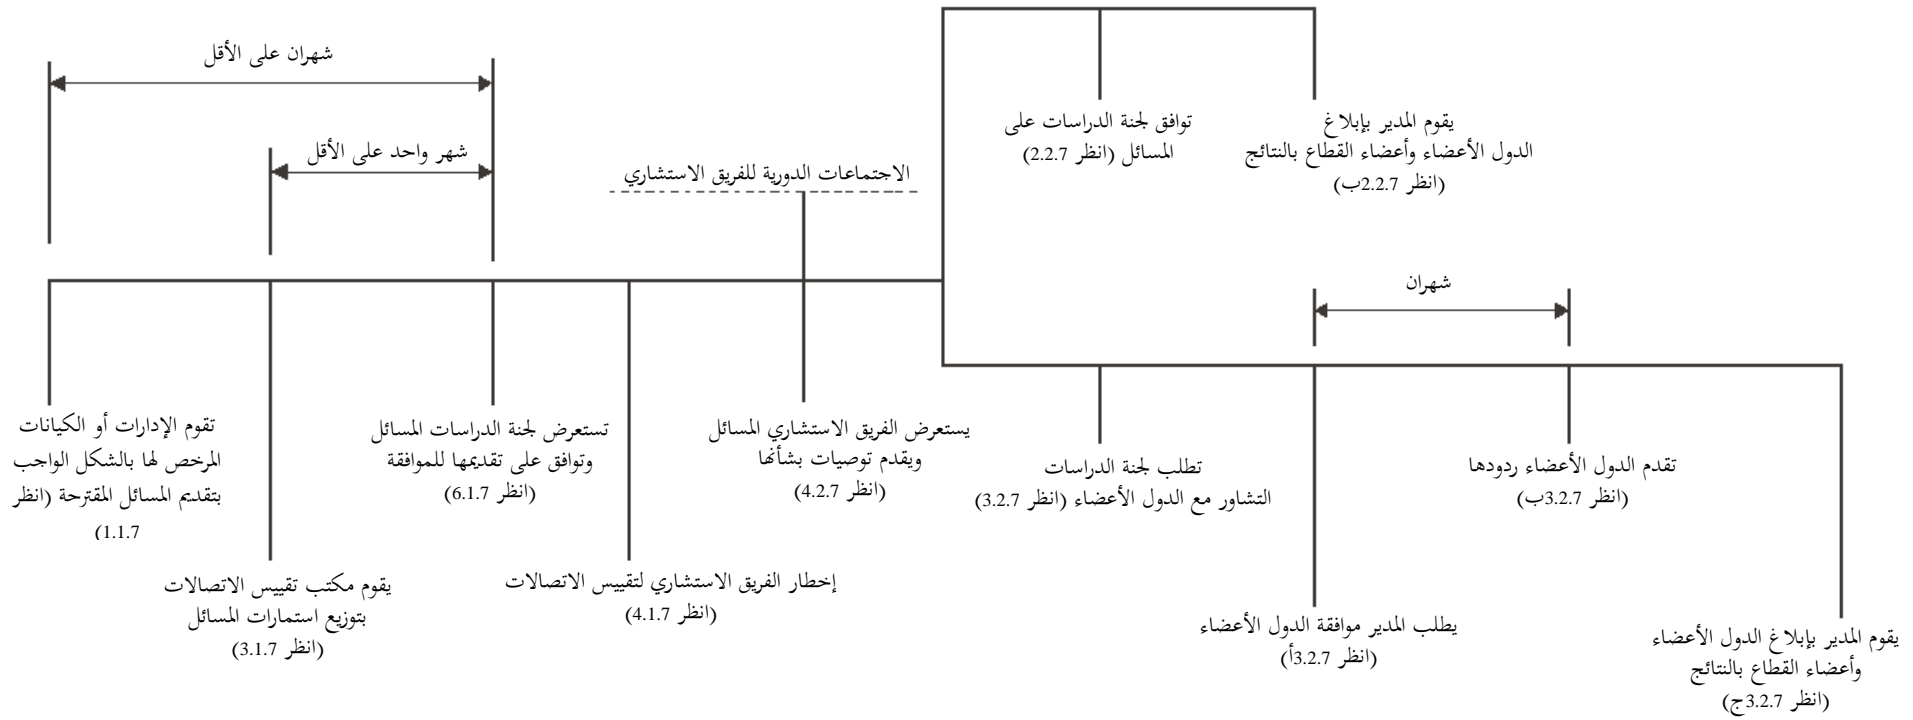 شهران على الأقل
شهر واحد على الأقل
الاجتماعات الدورية للفريق الاستشاري
توافق لجنة الدراسات على
المسائل (انظر 2.2.7)
يقوم المدير بإبلاغ
الدول الأعضاء وأعضاء القطاع بالنتائج
(انظر 2.2.7ب)
شهران
تقوم الإدارات أو الكيانات
المرخص لها بالشكل الواجب
بتقديم المسائل المقترحة (انظر
1.1.7)
يقوم مكتب تقييس الاتصالات
بتوزيع استمارات المسائل
(انظر 3.1.7)
تستعرض لجنة الدراسات المسائل
وتوافق على تقديمها للموافقة
(انظر 6.1.7)
إخطار الفريق الاستشاري لتقييس الاتصالات
(انظر 4.1.7)
يستعرض الفريق الاستشاري المسائل
ويقدم توصيات بشأنها
(انظر 4.2.7)
تطلب لجنة الدراسات
التشاور مع الدول الأعضاء (انظر 3.2.7)
يطلب المدير موافقة الدول الأعضاء
(انظر 3.2.7أ)
تقدم الدول الأعضاء ردودها
(انظر 3.2.7ب)
يقوم المدير بإبلاغ الدول الأعضاء
وأعضاء القطاع بالنتائج
(انظر 3.2.7ج)